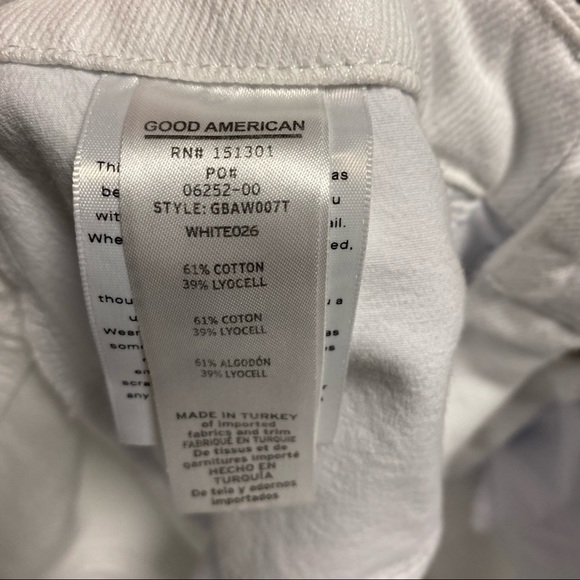 GOOD AMERICAN
RN# 151301
PO#
06252-00
STYLE: GBAW007T
WHITE026
61% COTTON
39% LYOCELL
61% COTON
39% LYOCELL
61% ALGODÓN
39% LYOCELL
MADE IN TURKEY
of imported
fabrics and trim
FABRIQUÉ EN TURQUIE
De tissus et de
garnitures importé
HECHO EN
TURQUÍA
De tele y adornos
importados